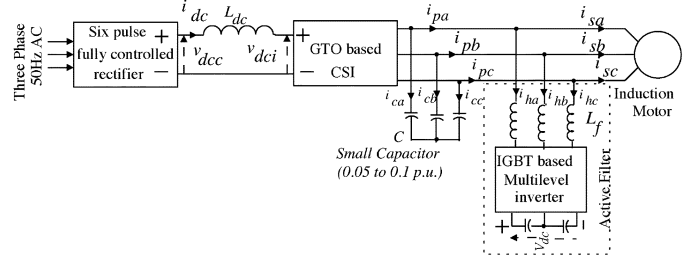 Three Phase
50Hz AC
Six pulse
fully controlled
rectifier
+
−
i dc
L dc
v dcc
v dci
+
−
GTO based
CSI
i pa
i pb
i pc
i sa
i sb
i sc
i ca
i cb
i cc
C
Small Capacitor
(0.05 to 0.1 p.u.)
i ha
i hb
i hc
L f
Induction
Motor
IGBT based
Multilevel
inverter
+
V dc
Active Filter